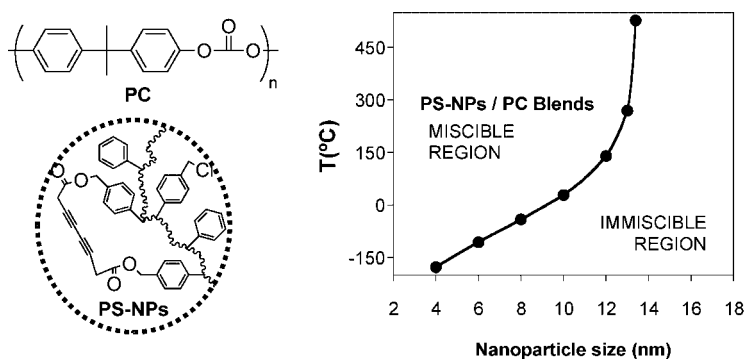 O
O
O
n
PC
Cl
O
O
O
O
PS-NPs
T(ºC)
450
300
150
0
-150
PS-NPs / PC Blends
MISCIBLE
REGION
IMMISCIBLE
REGION
2 4 6 8 10 12 14 16 18
Nanoparticle size (nm)